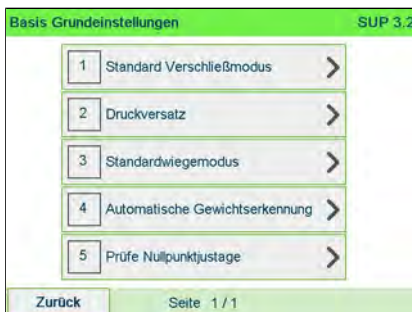 Basis Grundeinstellungen SUP 3.2
1 Standard Verschließmodus
2 Druckversatz
3 Standardwiegemodus
4 Automatische Gewichtserkennung
5 Prüfe Nullpunktjustage
Zurück Seite 1 / 1